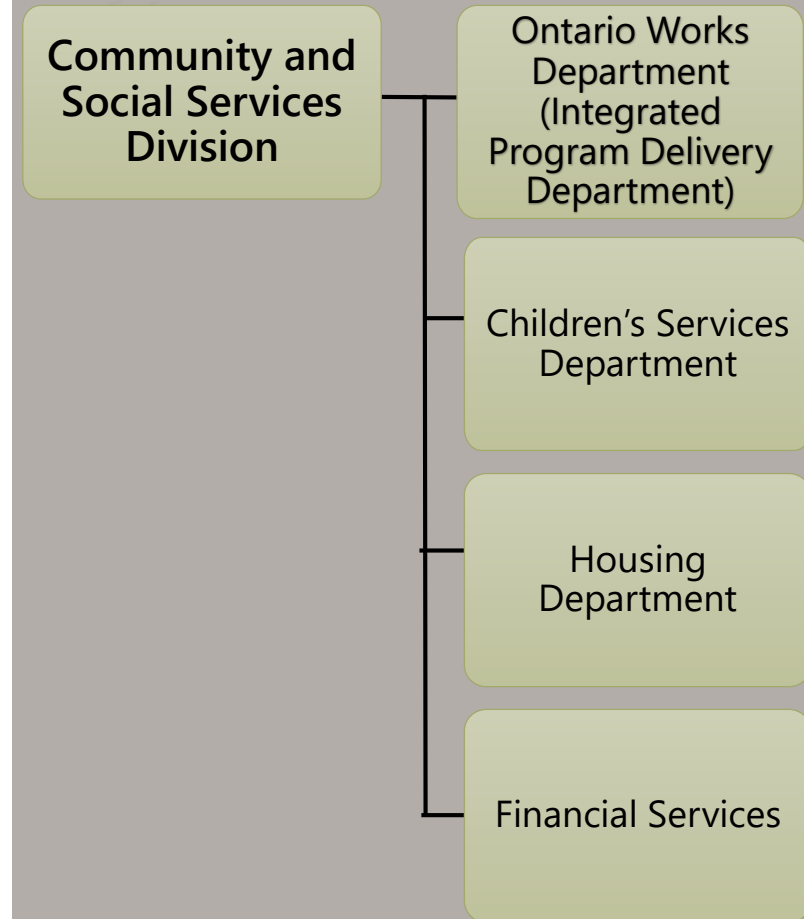 Community and
Social Services
Division
Ontario Works
Department
(Integrated
Program Delivery
Department)
Children’s Services
Department
Housing
Department
Financial Services